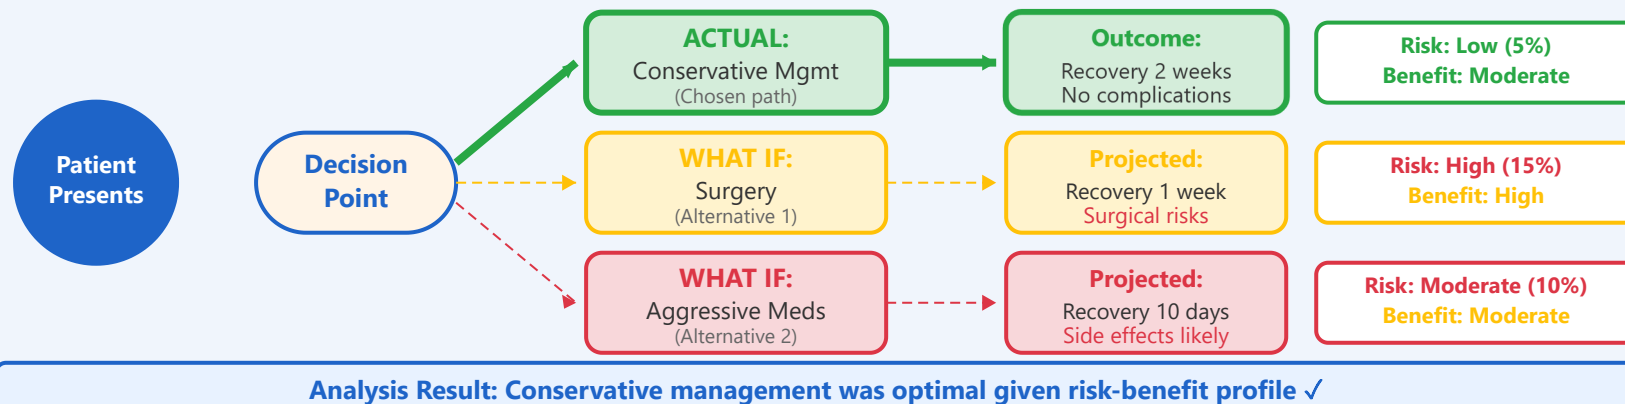 Patient
Presents
Decision
Point
ACTUAL:
Conservative Mgmt
(Chosen path)
Outcome:
Recovery 2 weeks
No complications
Risk: Low (5%)
Benefit: Moderate
WHAT IF:
Surgery
(Alternative 1)
Projected:
Recovery 1 week
Surgical risks
Risk: High (15%)
Benefit: High
WHAT IF:
Aggressive Meds
(Alternative 2)
Projected:
Recovery 10 days
Side effects likely
Risk: Moderate (10%)
Benefit: Moderate
Analysis Result: Conservative management was optimal given risk-benefit profile ✓